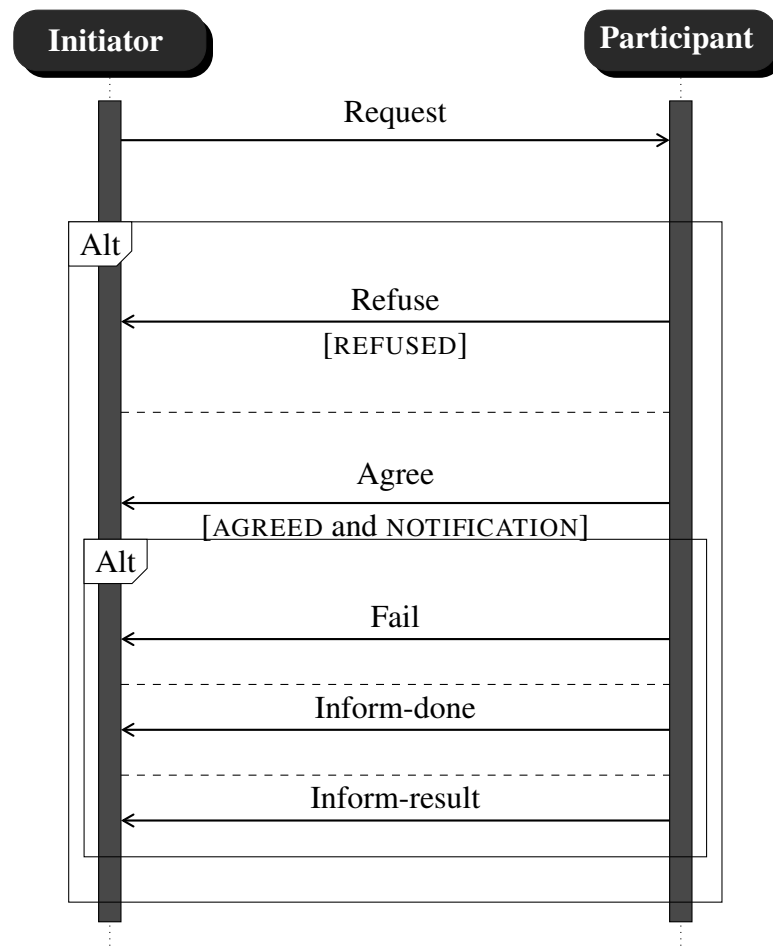 Initiator
Participant
Request
Alt
Refuse
[REFUSED]
Agree
[AGREED and NOTIFICATION]
Alt
Fail
Inform-done
Inform-result